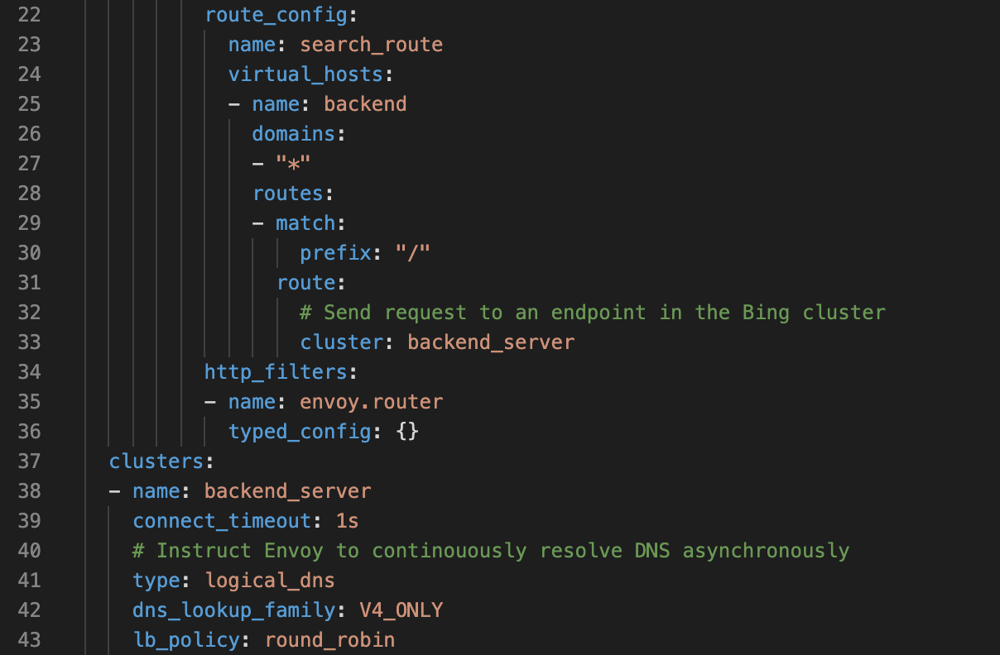 22 route_config:
23 name: search_route
24 virtual_hosts:
25 - name: backend
26 domains:
27 - "*"
28 routes:
29 - match:
30 prefix: "/"
31 route:
32 # Send request to an endpoint in the Bing cluster
33 cluster: backend_server
34 http_filters:
35 - name: envoy.router
36 typed_config: {}
37 clusters:
38 - name: backend_server
39 connect_timeout: 1s
40 # Instruct Envoy to continouously resolve DNS asynchronously
41 type: logical_dns
42 dns_lookup_family: V4_ONLY
43 lb_policy: round_robin